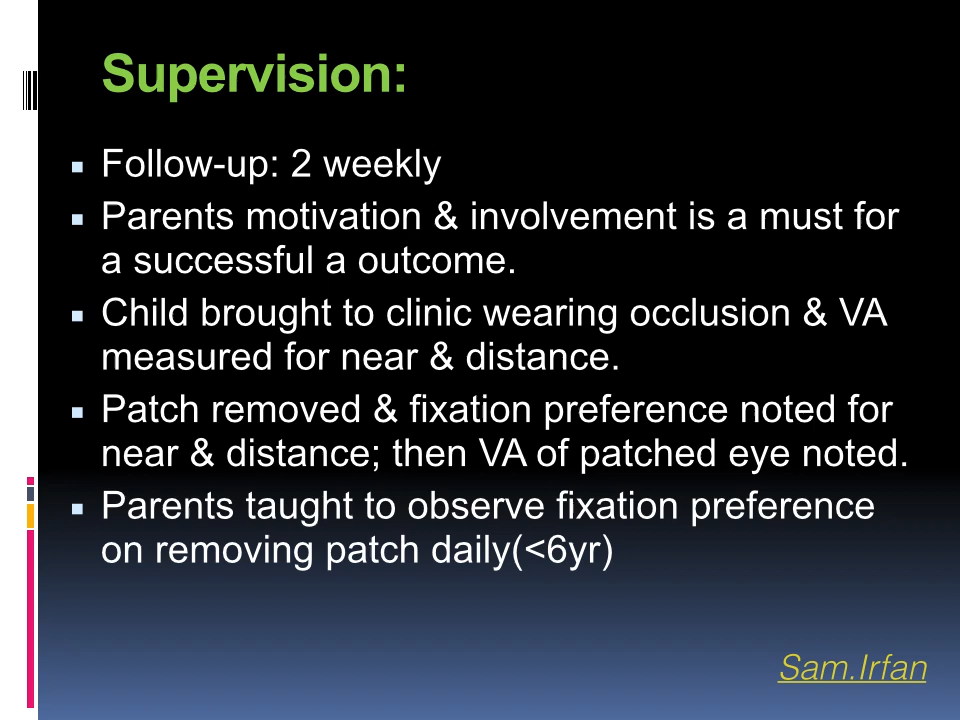 Supervision:
Follow-up: 2 weekly
Parents motivation & involvement is a must for
a successful a outcome.
Child brought to clinic wearing occlusion & VA
measured for near & distance.
Patch removed & fixation preference noted for
near & distance; then VA of patched eye noted.
Parents taught to observe fixation preference
on removing patch daily(<6yr)
Sam.Irfan